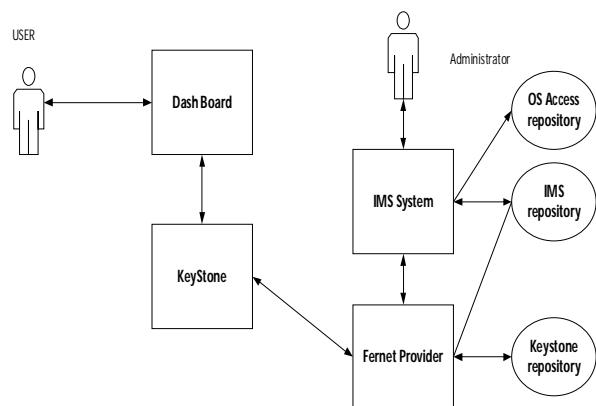 USER
Administrator
Dash Board
OS Access
repository
IMS System
IMS
repository
KeyStone
Fernet Provider
Keystone
repository